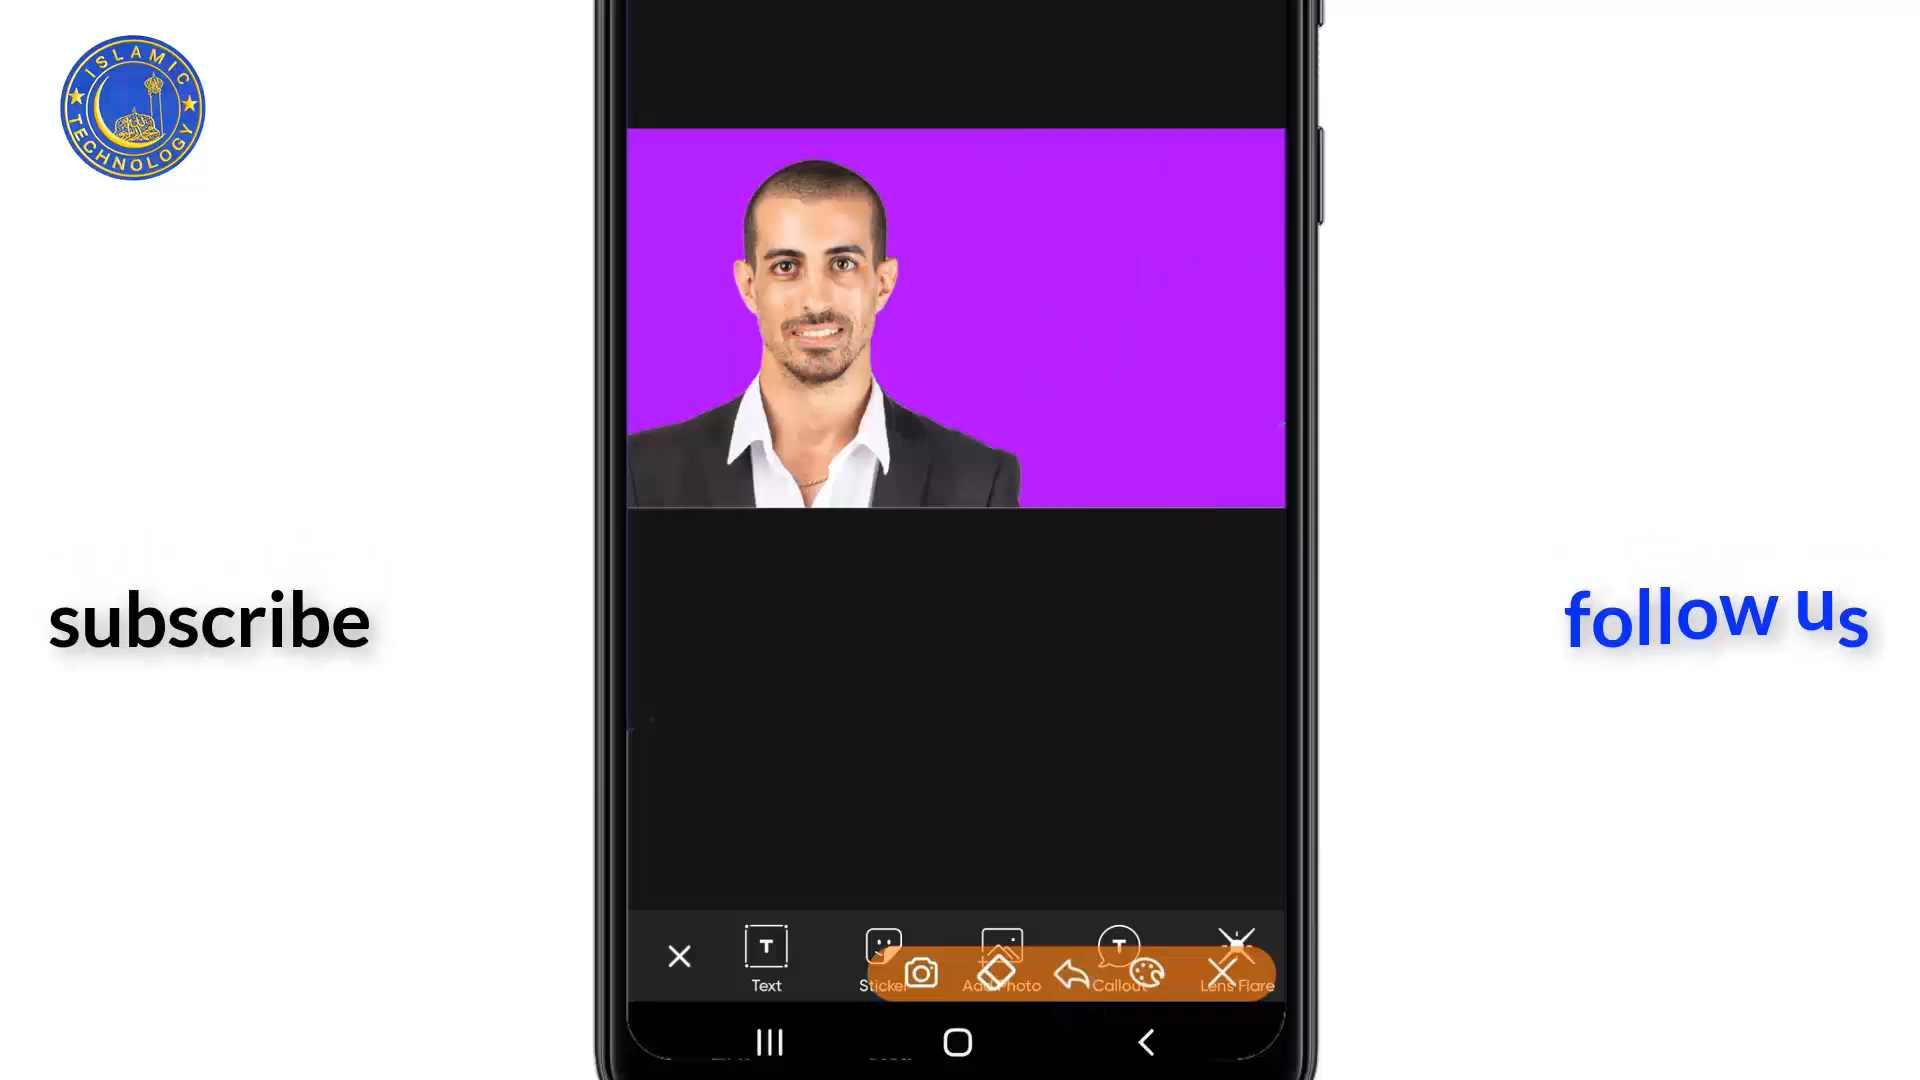 ISLAMIC
TECHNOLOGY
subscribe
follow us
Text
Sticker
Add Photo
Callout
Lens Flare